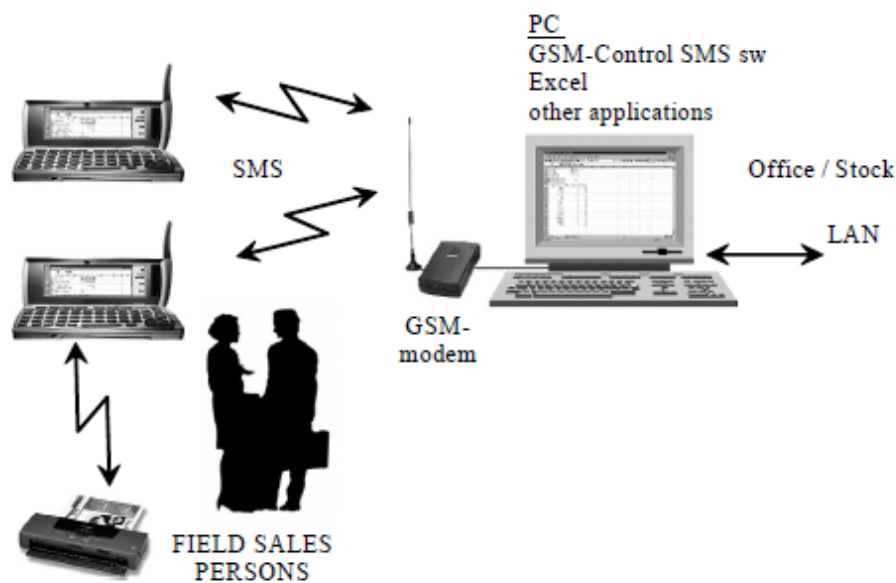 PC
GSM-Control SMS sw
Excel
other applications
SMS
Office / Stock
LAN
GSM-
modem
FIELD SALES
PERSONS